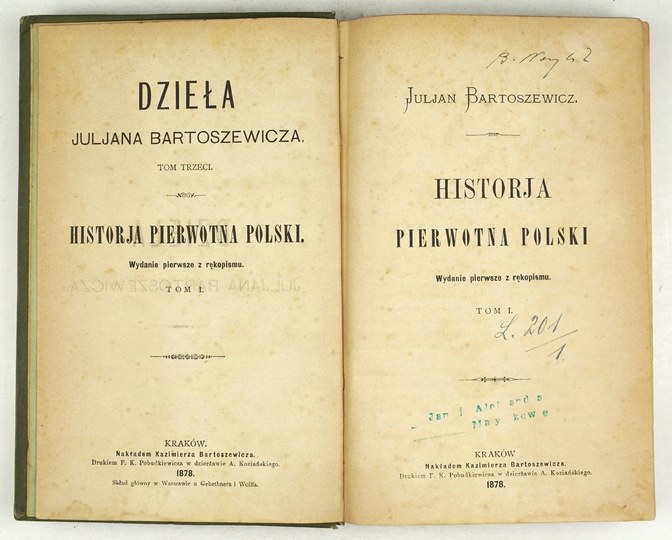 DZIEŁA
JULJANA BARTOSZEWICZA.
TOM TRZECI.
HISTORJA PIERWOTNA POLSKI.
Wydanie pierwsze z rękopismu.
TOM I.
KRAKÓW.
Nakładem Kazimierza Bartoszewicza.
Drukiem F. K. Pobudkiewicza w dzierżawie A. Koziańskiego.
1878.
Skład główny w Warszawie u Gebethnera i Wolffa.
B.
JULJAN BARTOSZEWICZ.
HISTORJA
PIERWOTNA POLSKI
Wydanie pierwsze z rękopismu.
TOM I.
L. 201/1.
Jan i
KRAKÓW
Nakładem Kazimierza Bartoszewicza.
Drukiem F. K. Pobudkiewicza w dzierżawie A. Koziańskiego.
1878.